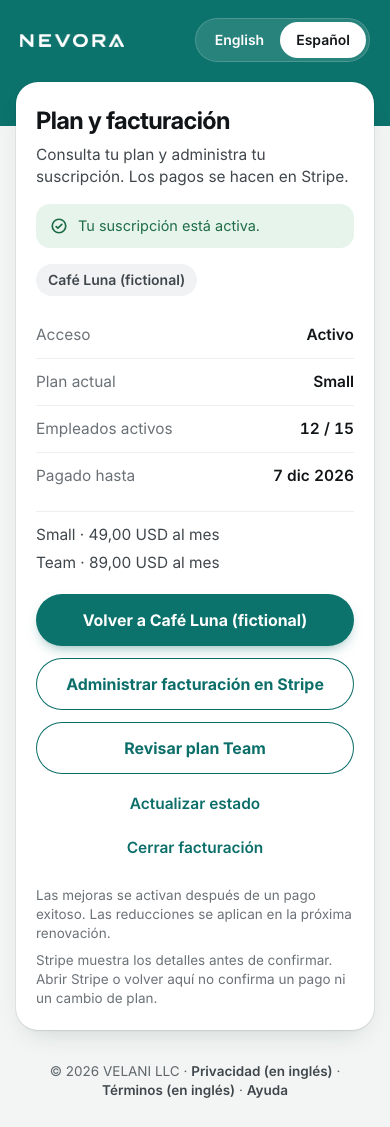 NEVORA
English
Español
Plan y facturación
Consulta tu plan y administra tu
suscripción. Los pagos se hacen en Stripe.
Tu suscripción está activa.
Café Luna (fictional)
Acceso
Activo
Plan actual
Small
Empleados activos
12 / 15
Pagado hasta
7 dic 2026
Small · 49,00 USD al mes
Team · 89,00 USD al mes
Volver a Café Luna (fictional)
Administrar facturación en Stripe
Revisar plan Team
Actualizar estado
Cerrar facturación
Las mejoras se activan después de un pago
exitoso. Las reducciones se aplican en la próxima
renovación.
Stripe muestra los detalles antes de confirmar.
Abrir Stripe o volver aquí no confirma un pago ni
un cambio de plan.
© 2026 VELANI LLC · Privacidad (en inglés) ·
Términos (en inglés) · Ayuda